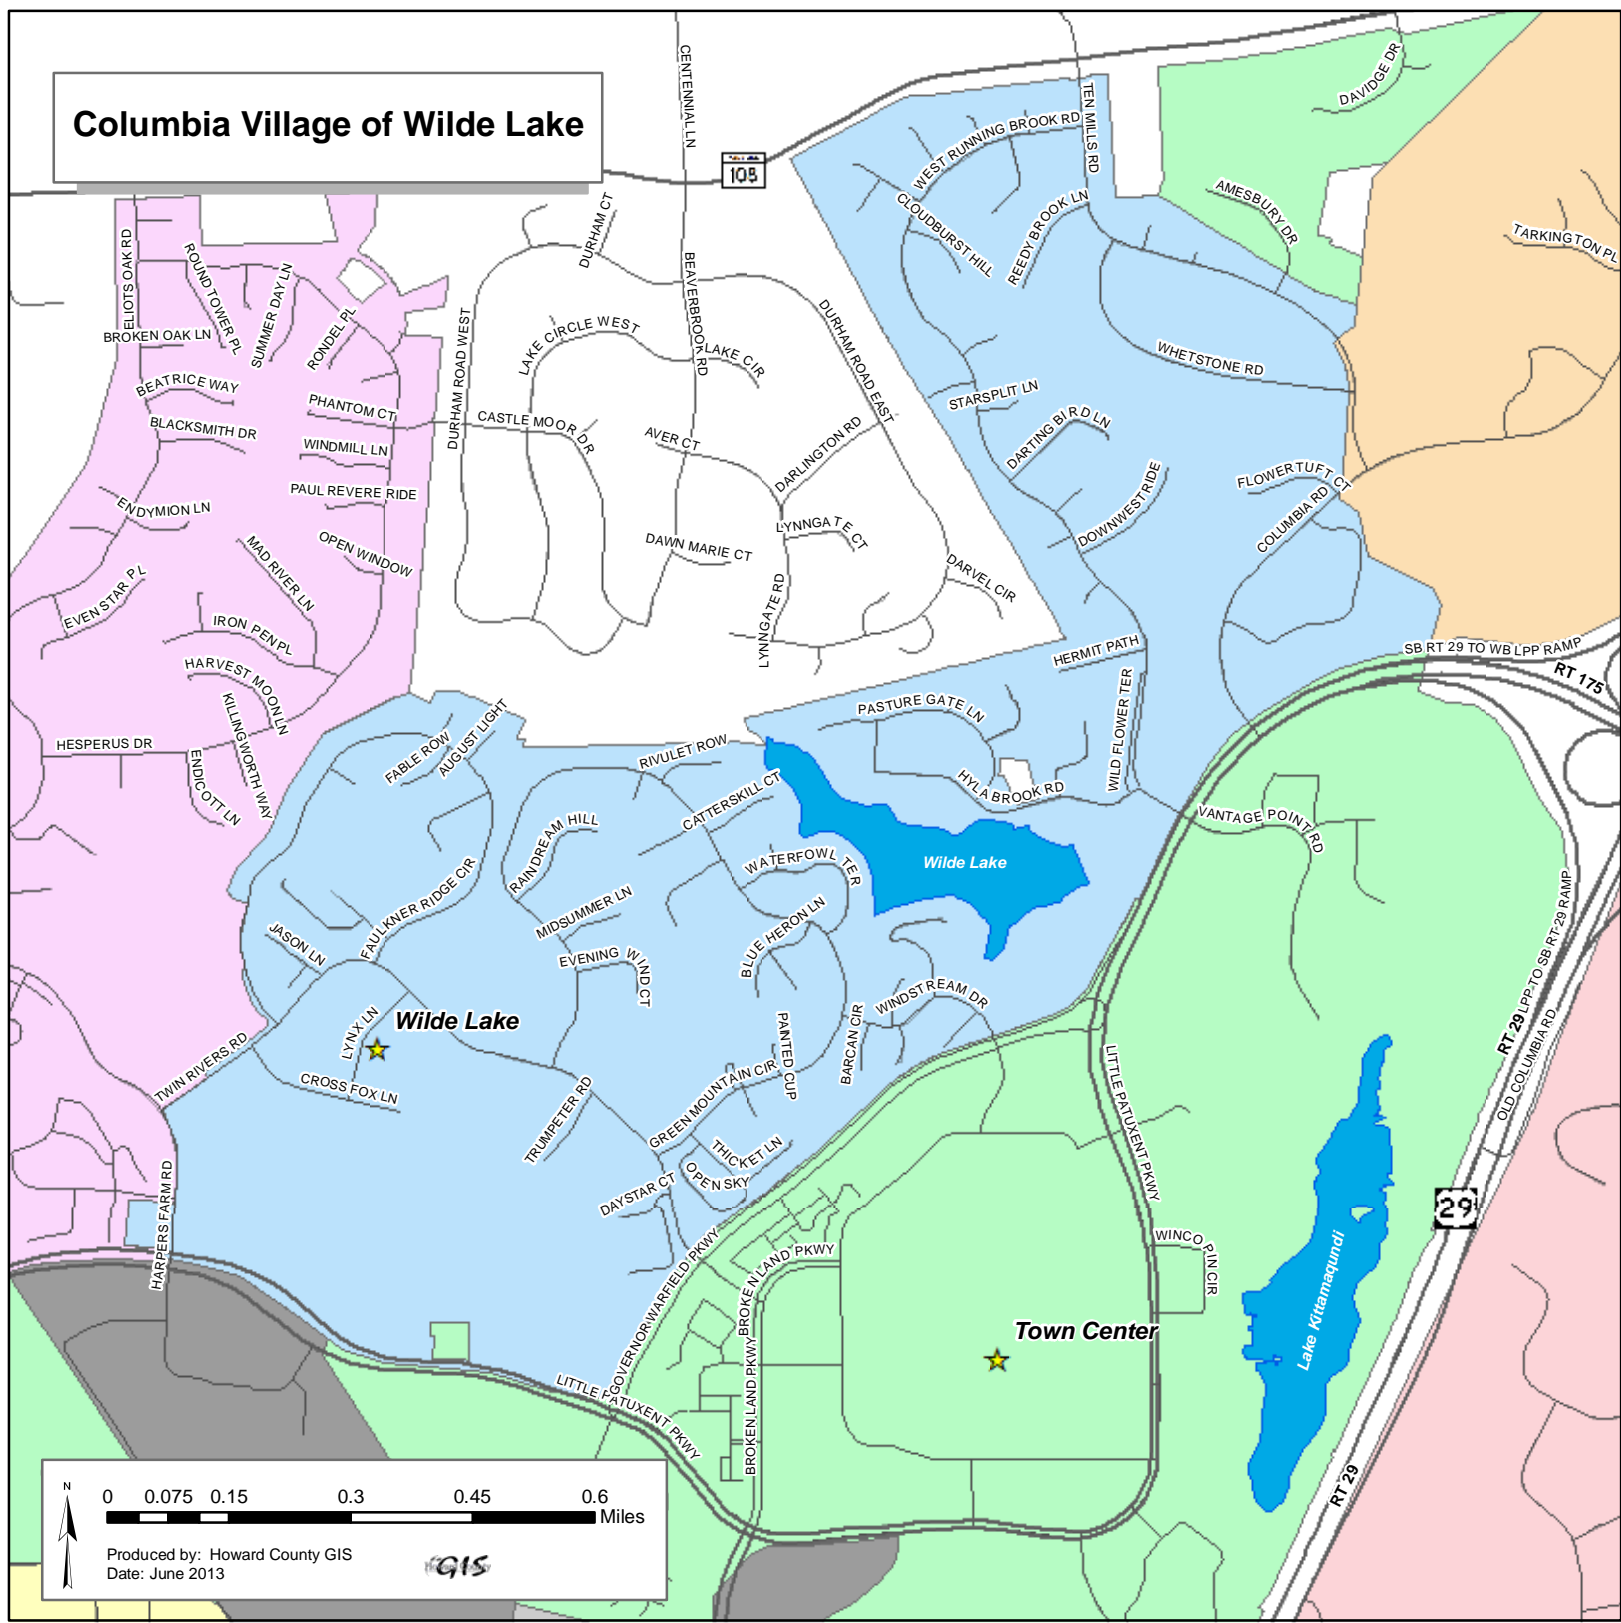 Columbia Village of Wilde Lake
CENTENNIAL LN
108
TEN MILLS RD
DAVIDGE DR
WEST RUNNING BROOK RD
AMESBURY DR
TARKINGTON PL
CLOUDBURST HILL
REEDY BROOK LN
DURHAM CT
ELIOTS OAK RD
ROUND TOWER PL
SUMMER DAY LN
RONDEL PL
BROKEN OAK LN
BEAVERBROOK RD
DURHAM ROAD WEST
LAKE CIRCLE WEST
LAKE CIR
DURHAM ROAD EAST
WHETSTONE RD
BEATRICE WAY
PHANTOM CT
CASTLE MOOR DR
STARSPLIT LN
BLACKSMITH DR
WINDMILL LN
AVER CT
DARLINGTON RD
DARTING BIRD LN
PAUL REVERE RIDE
ENDYMION LN
FLOWERTUFT CT
COLUMBIA RD
DOWNWEST RIDE
LYNNGATE CT
OPEN WINDOW
DAWN MARIE CT
MAD RIVER LN
EVEN STAR PL
DARVEL CIR
LYNNGATE RD
IRON PEN PL
HARVEST MOON LN
HERMIT PATH
SB RT 29 TO WB LPP RAMP
RT 175
KILLINGWORTH WAY
PASTURE GATE LN
WILD FLOWER TER
HESPERUS DR
ENDICOTT LN
FABLE ROW
AUGUST LIGHT
RIVULET ROW
CATTERSKILL CT
HYLA BROOK RD
VANTAGE POINT RD
RAINDREAM HILL
WATERFOWL TER
Wilde Lake
FAULKNER RIDGE CIR
MIDSUMMER LN
BLUE HERON LN
JASON LN
EVENING WIND CT
WINDSTREAM DR
LPP TO SB RT 29 RAMP
RT 29
OLD COLUMBIA RD
LYNX LN
Wilde Lake
PAINTED CUP
BARCAN CIR
TWIN RIVERS RD
CROSS FOX LN
TRUMPETER RD
GREEN MOUNTAIN CIR
LITTLE PATUXENT PKWY
THICKET LN
OPEN SKY
DAYSTAR CT
HARPERS FARM RD
29
WINCOPIN CIR
BROKEN LAND PKWY
GOVERNOR WARFIELD PKWY
Lake Kittamaqundi
Town Center
BROKEN LAND PKWY
LITTLE PATUXENT PKWY
RT 29
N
0 0.075 0.15 0.3 0.45 0.6
Miles
Produced by: Howard County GIS
Date: June 2013
Howard County
GIS